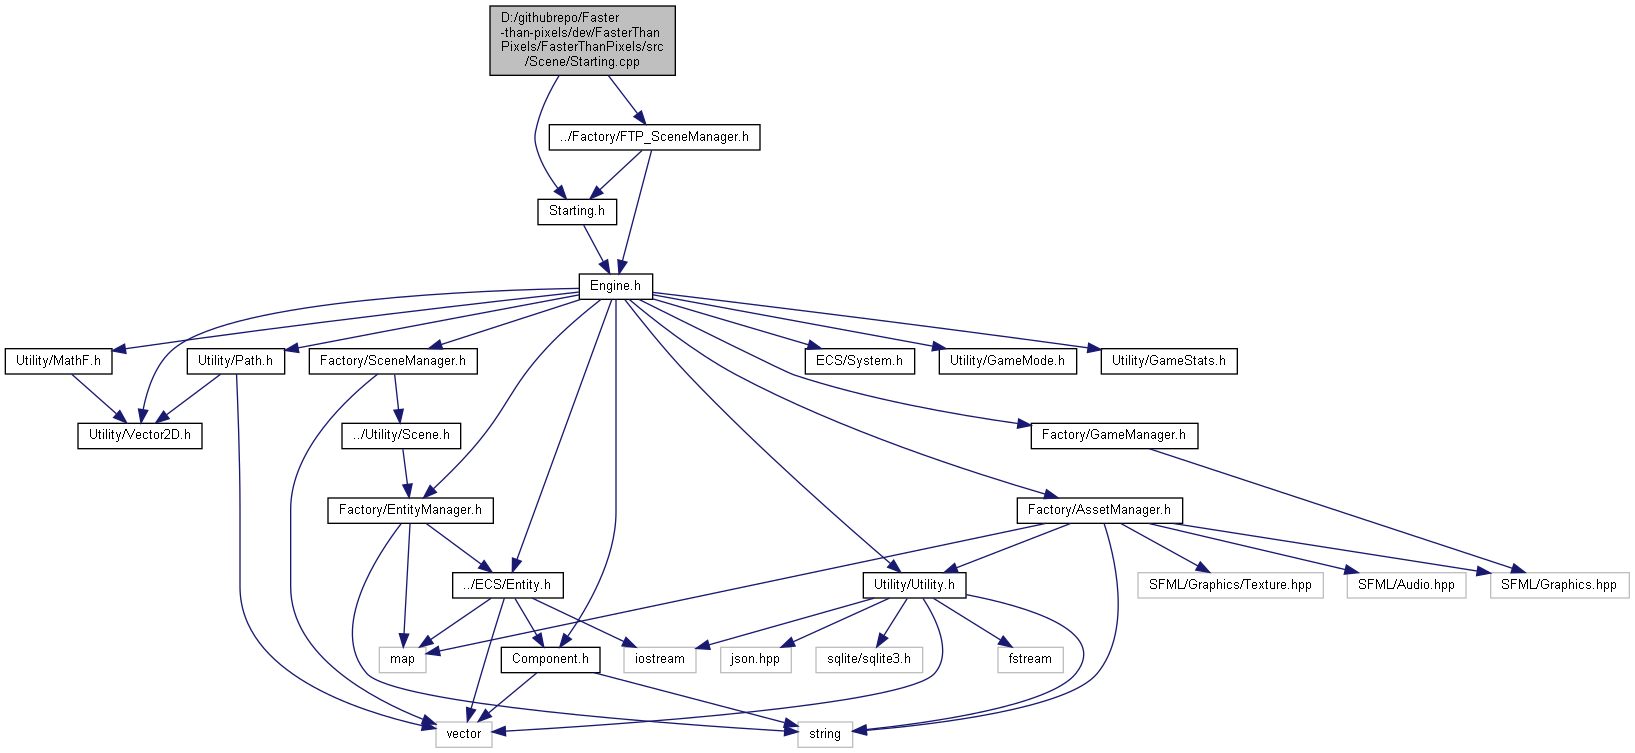 D:/githubrepo/Faster
-than-pixels/dev/FasterThan
Pixels/FasterThanPixels/src
/Scene/Starting.cpp
../Factory/FTP_SceneManager.h
Starting.h
Engine.h
Utility/MathF.h
Utility/Path.h
Factory/SceneManager.h
ECS/System.h
Utility/GameMode.h
Utility/GameStats.h
Utility/Vector2D.h
../Utility/Scene.h
Factory/GameManager.h
Factory/EntityManager.h
Factory/AssetManager.h
../ECS/Entity.h
Utility/Utility.h
SFML/Graphics/Texture.hpp
SFML/Audio.hpp
SFML/Graphics.hpp
map
Component.h
iostream
json.hpp
sqlite/sqlite3.h
fstream
vector
string